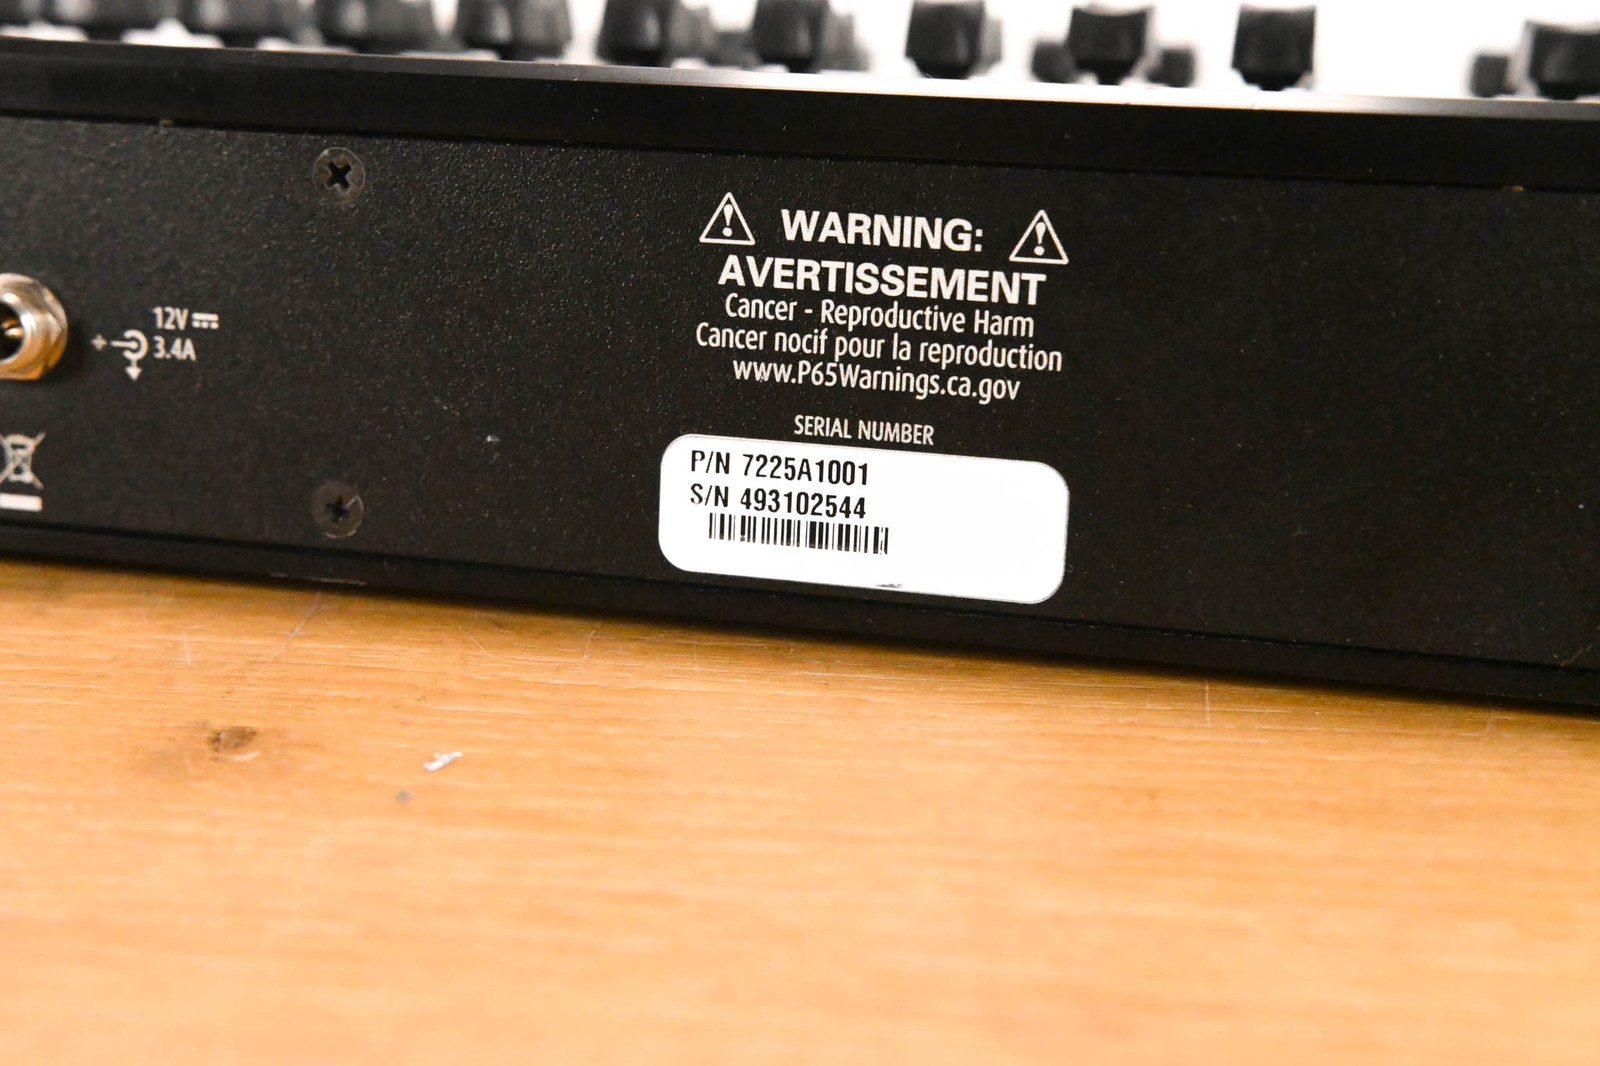 12V
3.4A
WARNING:
AVERTISSEMENT
Cancer - Reproductive Harm
Cancer nocif pour la reproduction
www.P65Warnings.ca.gov
SERIAL NUMBER
P/N 7225A1001
S/N 493102544